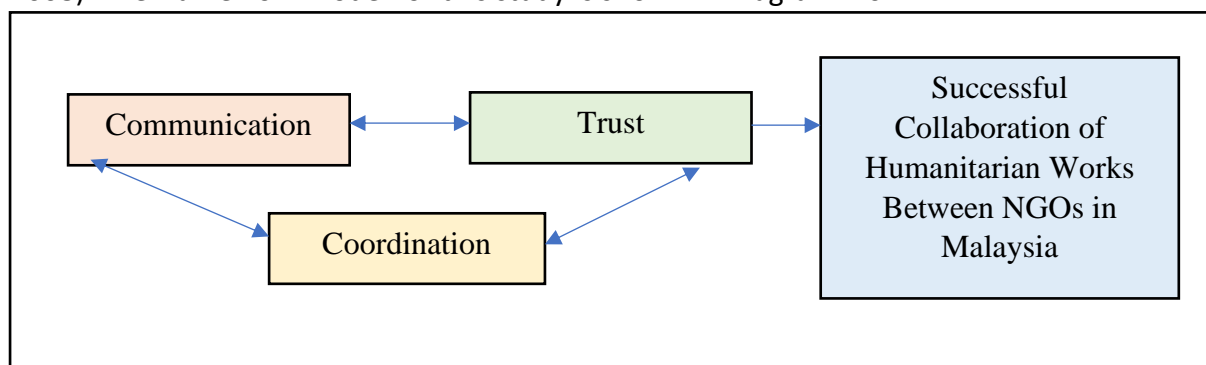 Communication
Trust
Successful
Collaboration of
Humanitarian Works
Between NGOs in
Malaysia
Coordination